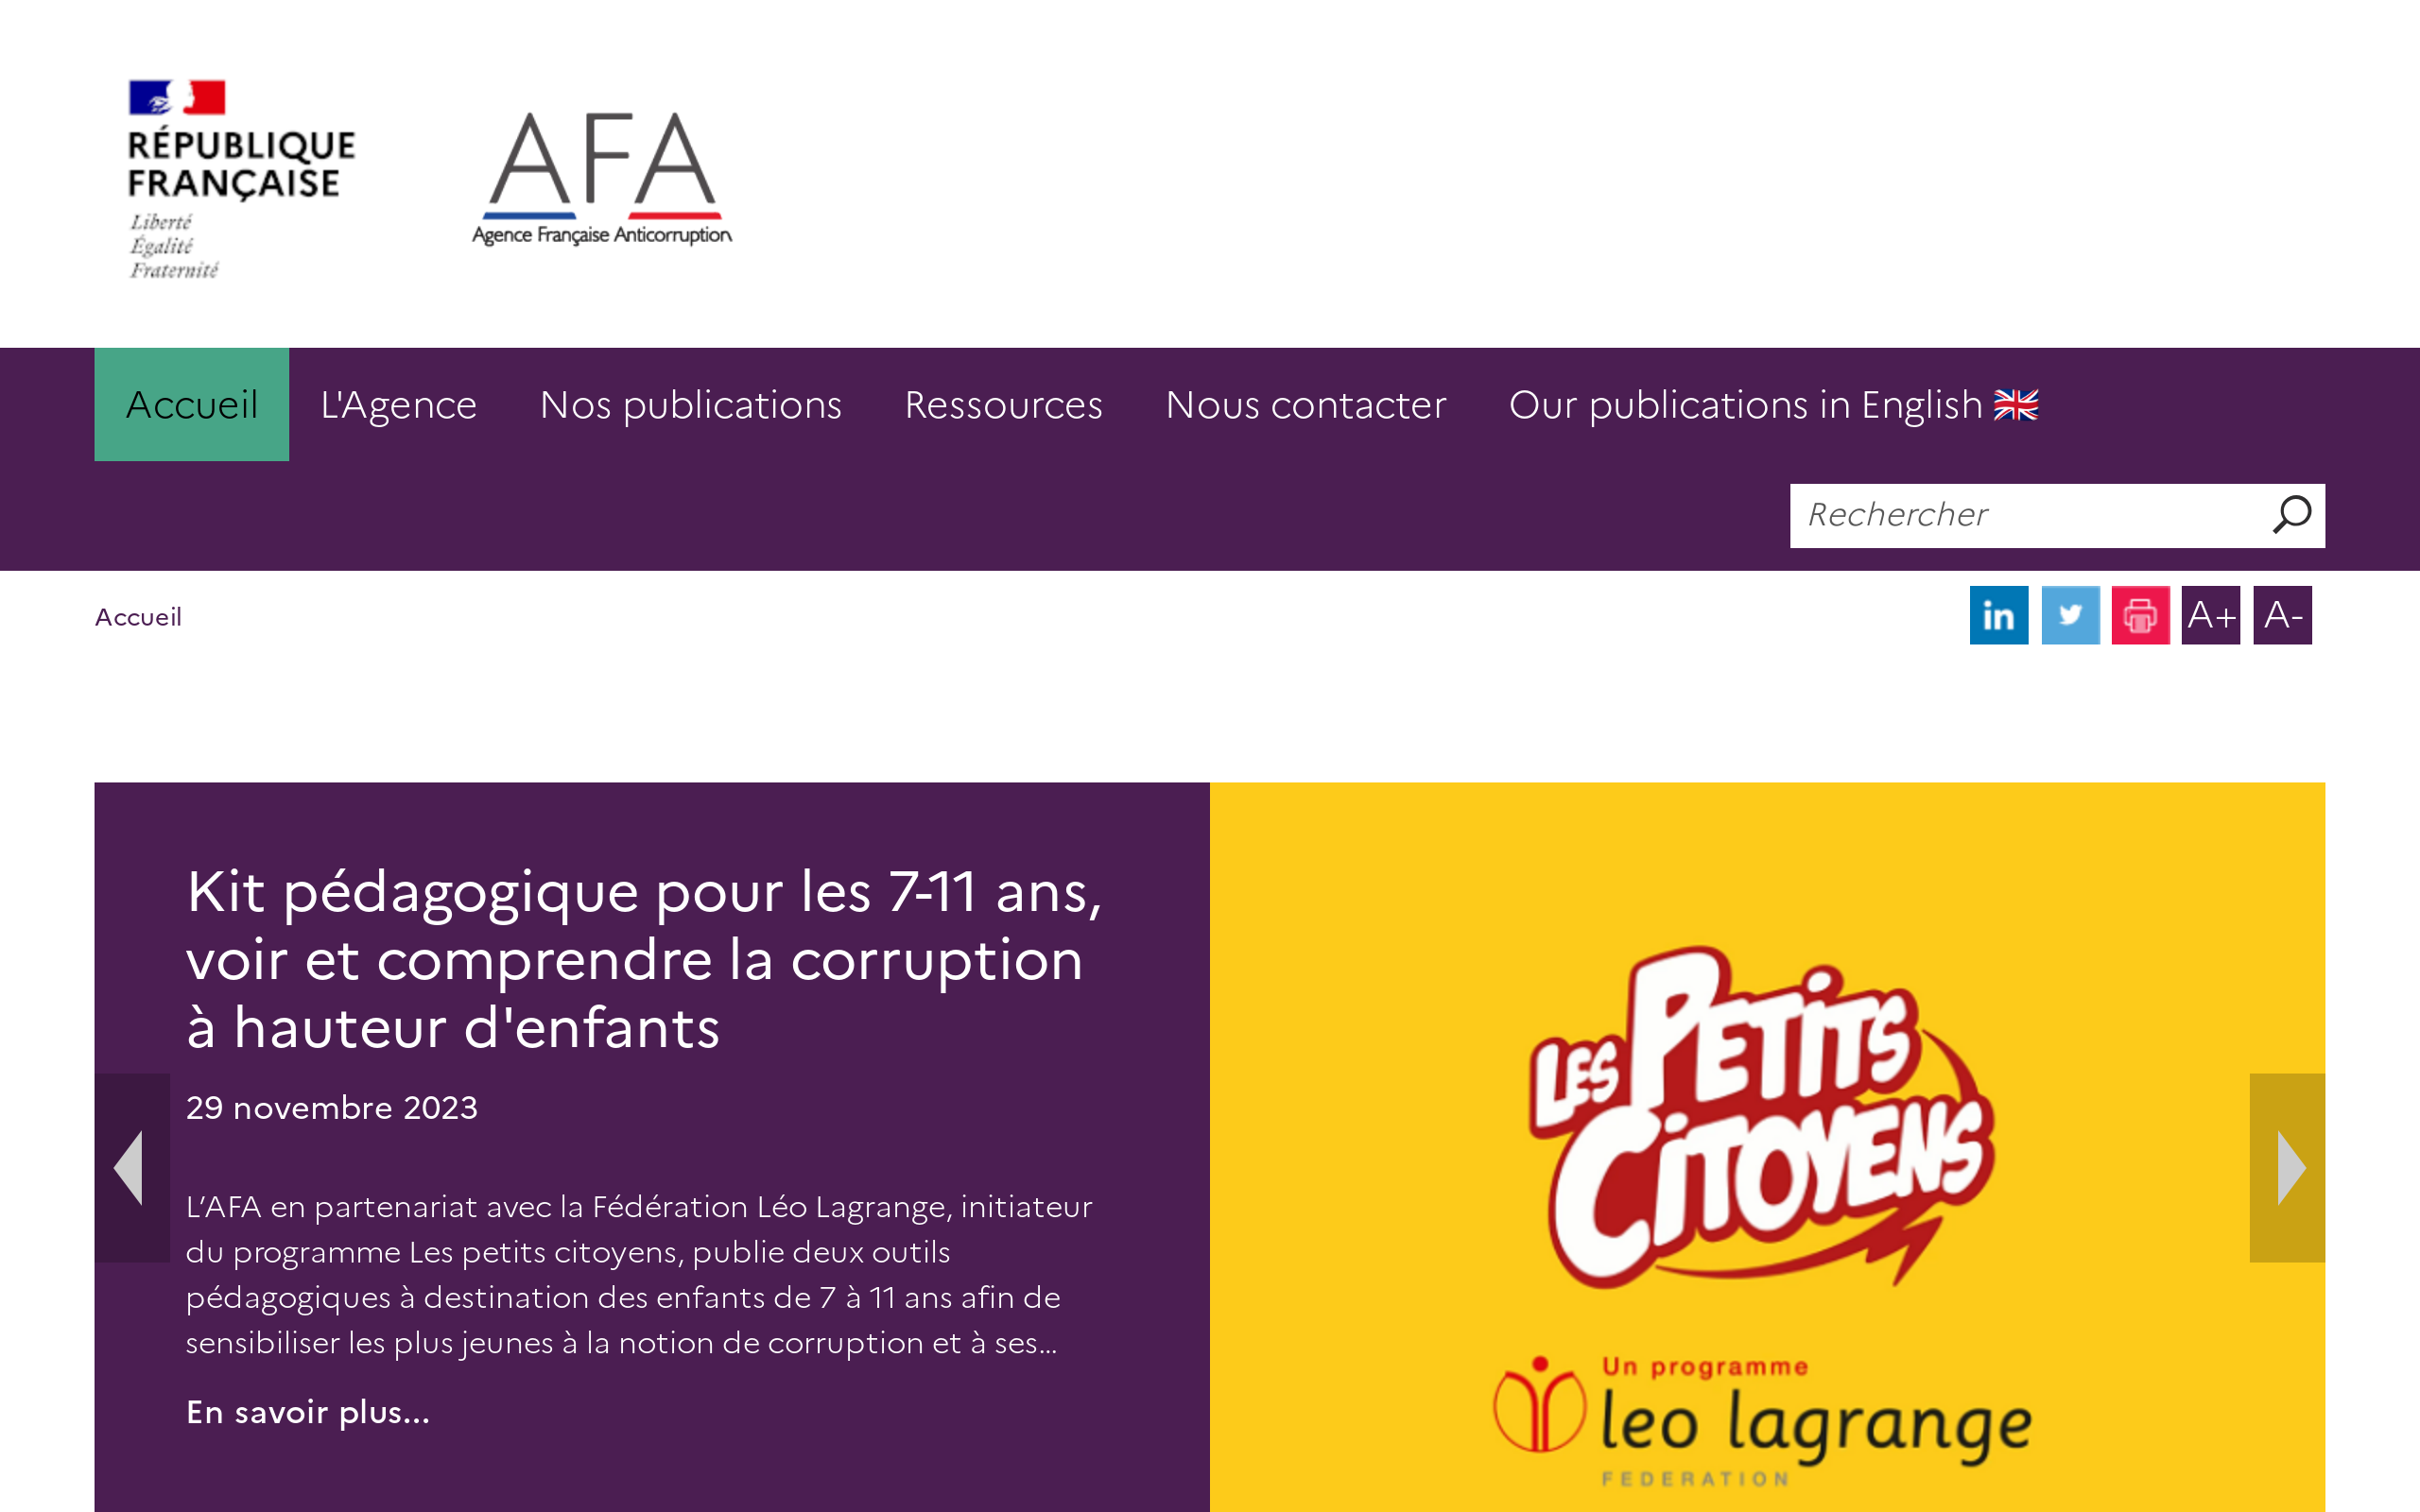 RÉPUBLIQUE
FRANÇAISE
Liberté
Égalité
Fraternité
AFA
Agence Française Anticorruption
Accueil
L'Agence
Nos publications
Ressources
Nous contacter
Our publications in English
Rechercher
Accueil
in
A+
A-
Kit pédagogique pour les 7-11 ans,
voir et comprendre la corruption
à hauteur d'enfants
29 novembre 2023
L’AFA en partenariat avec la Fédération Léo Lagrange, initiateur
du programme Les petits citoyens, publie deux outils
pédagogiques à destination des enfants de 7 à 11 ans afin de
sensibiliser les plus jeunes à la notion de corruption et à ses...
En savoir plus...
LES PETITS
CITOYENS
Un programme
leo lagrange
FEDERATION